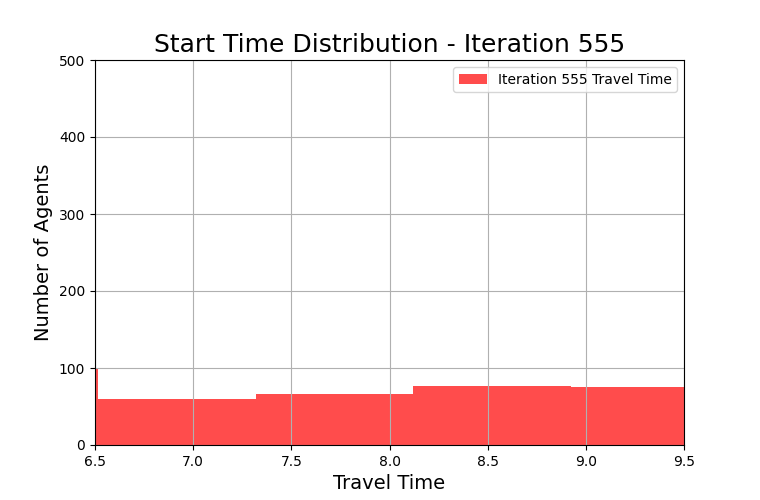 Start Time Distribution - Iteration 555
Iteration 555 Travel Time
Number of Agents
500
400
300
200
100
0
6.5 7.0 7.5 8.0 8.5 9.0 9.5
Travel Time